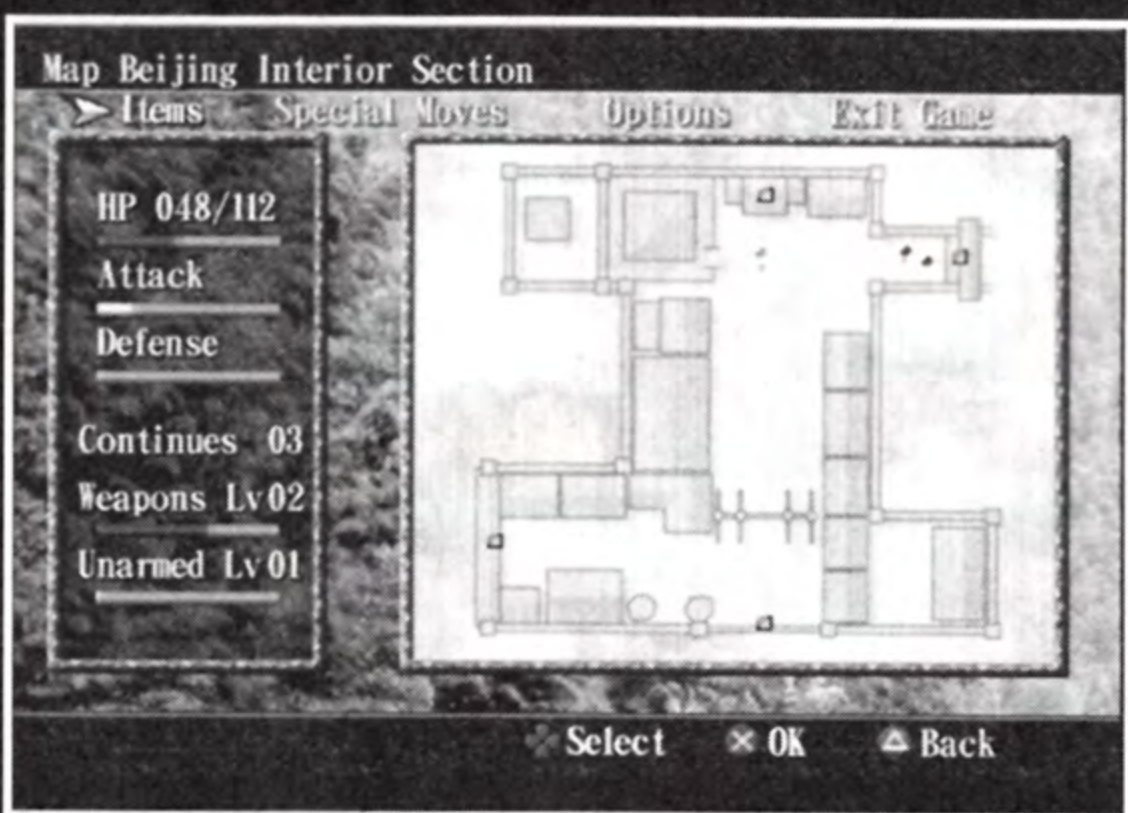 Map Beijing Interior Section
Items Special Moves Options Exit Game
HP 048/112
Attack
Defense
Continues 03
Weapons Lv02
Unarmed Lv01
Select OK Back